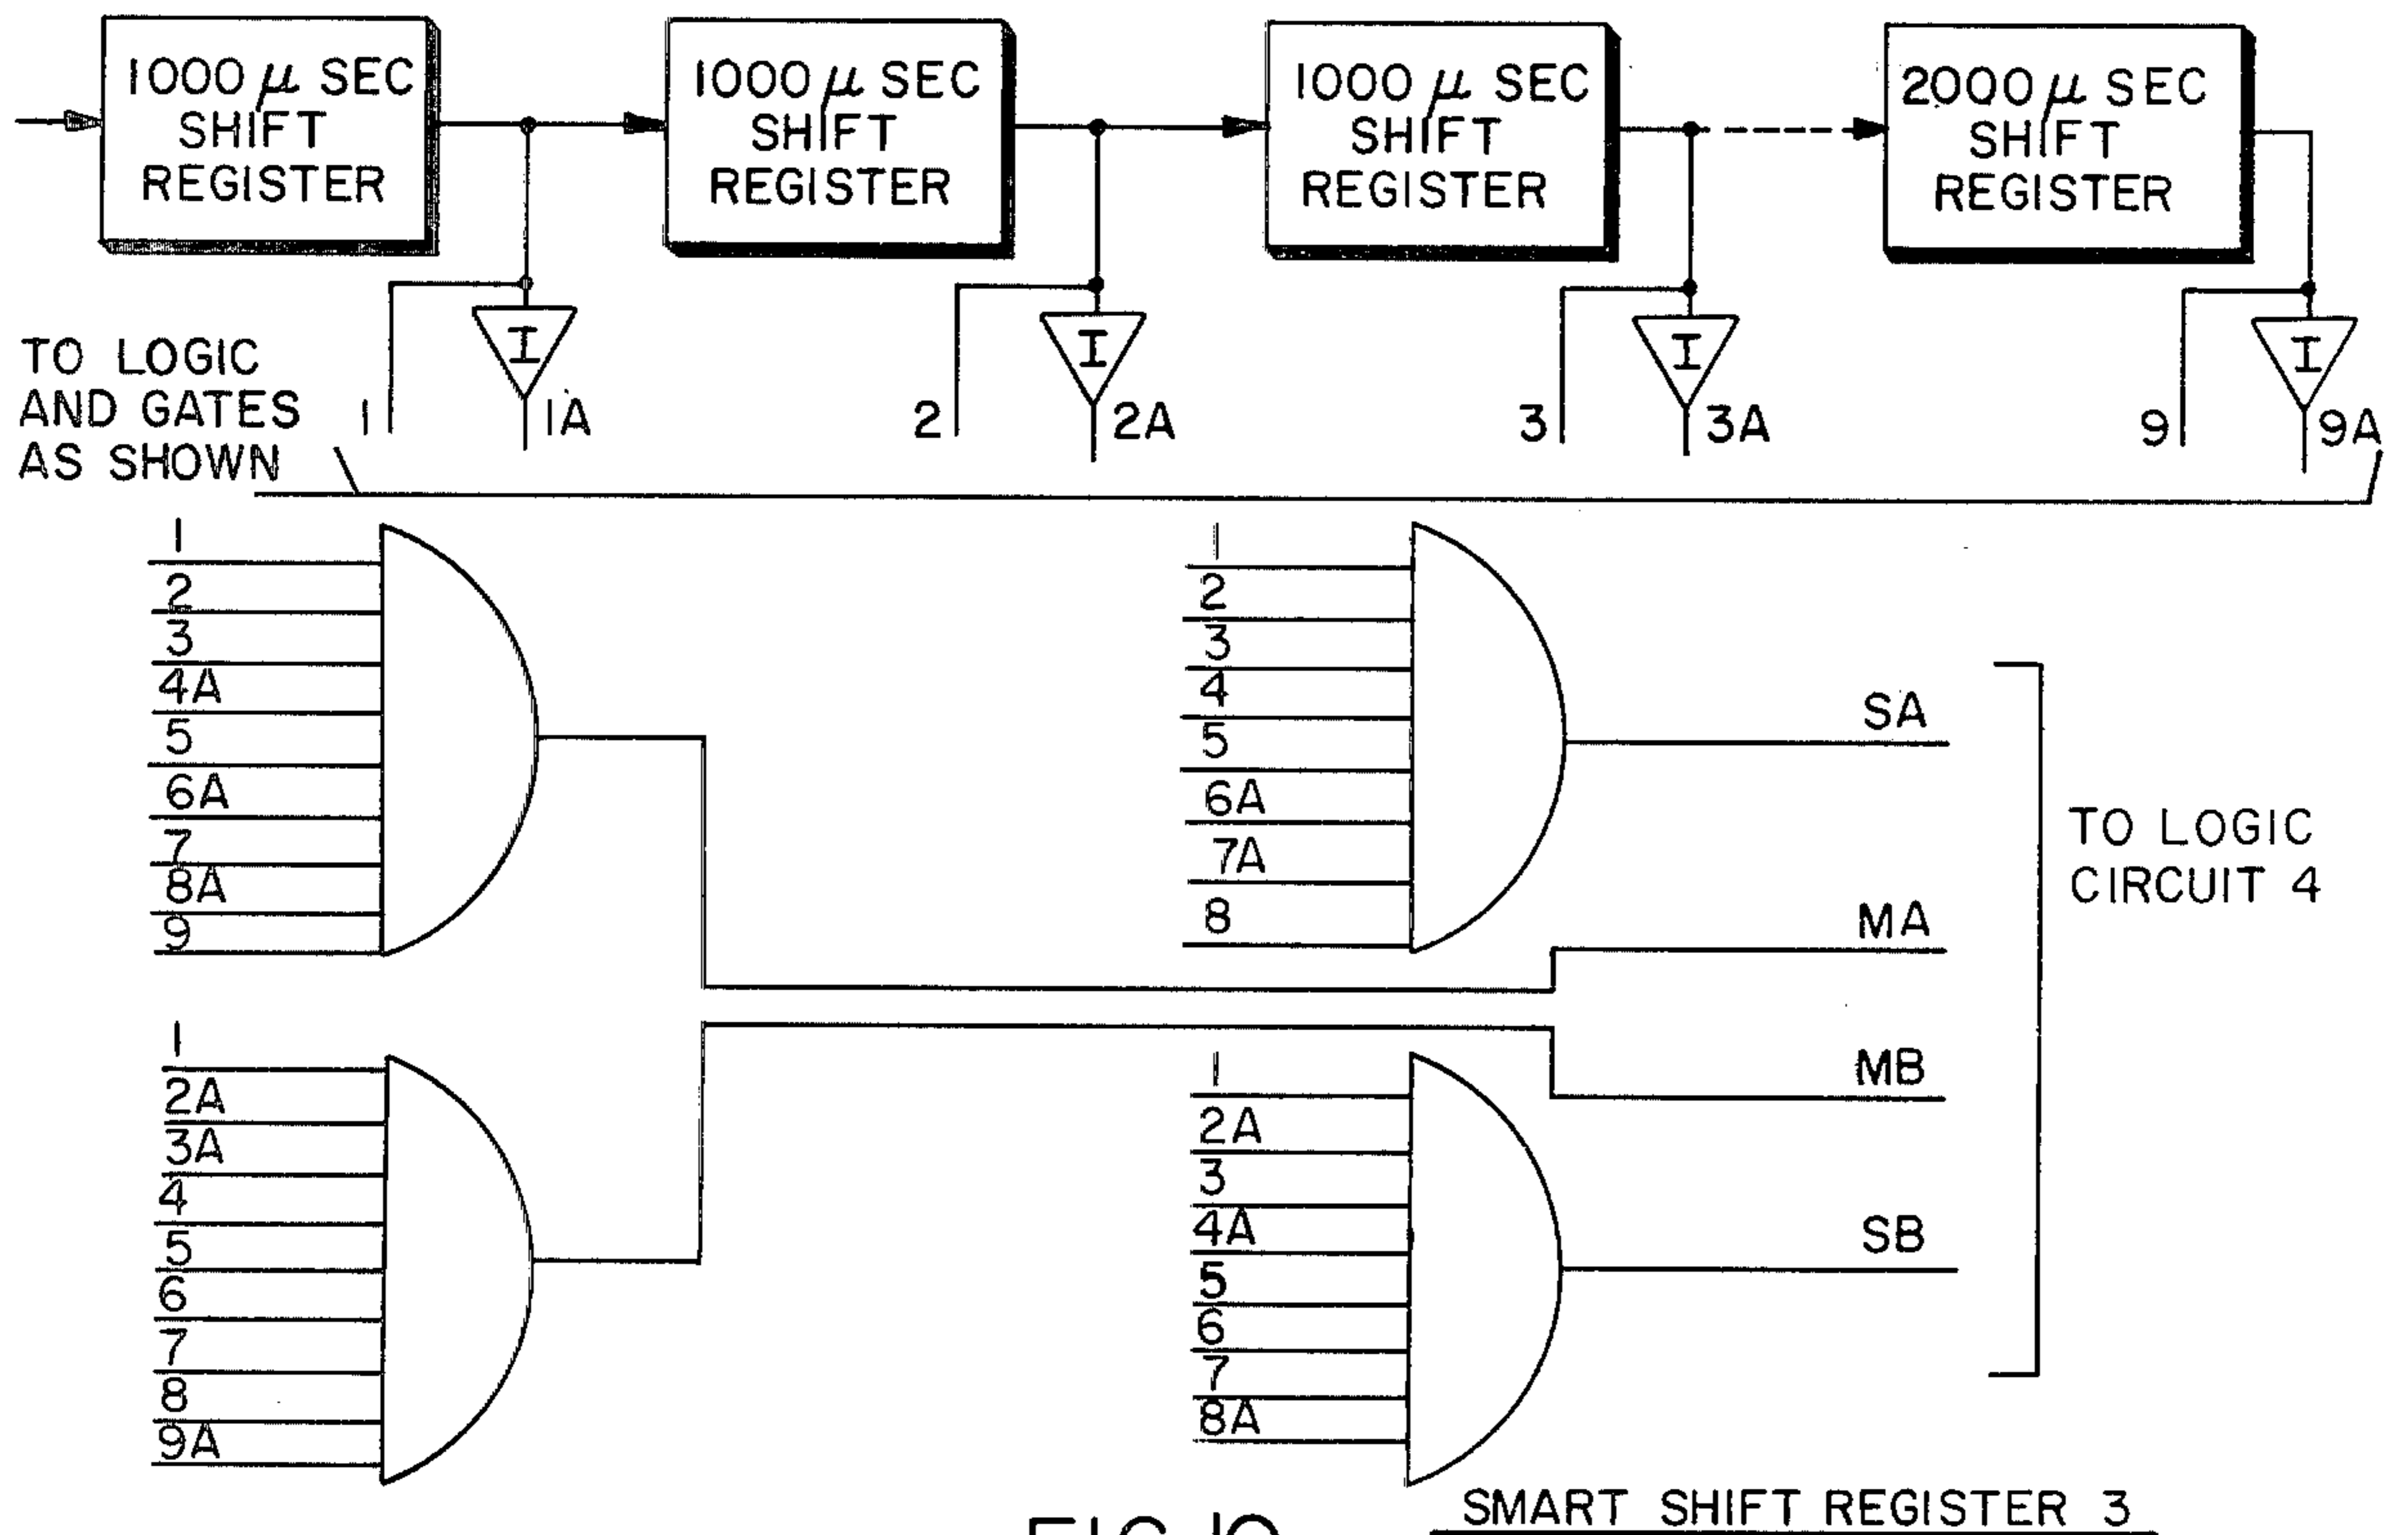 1000 μ SEC
SHIFT
REGISTER
1000 μ SEC
SHIFT
REGISTER
1000 μ SEC
SHIFT
REGISTER
2000 μ SEC
SHIFT
REGISTER
I
I
I
I
TO LOGIC
AND GATES
AS SHOWN
1
1A
2
2A
3
3A
9
9A
1
2
3
4A
5
6A
7
8A
9
1
2
3
4
5
6A
7A
8
SA
MA
TO LOGIC
CIRCUIT 4
1
2A
3A
4
5
6
7
8
9A
1
2A
3
4A
5
6
7
8A
MB
SB
SMART SHIFT REGISTER 3